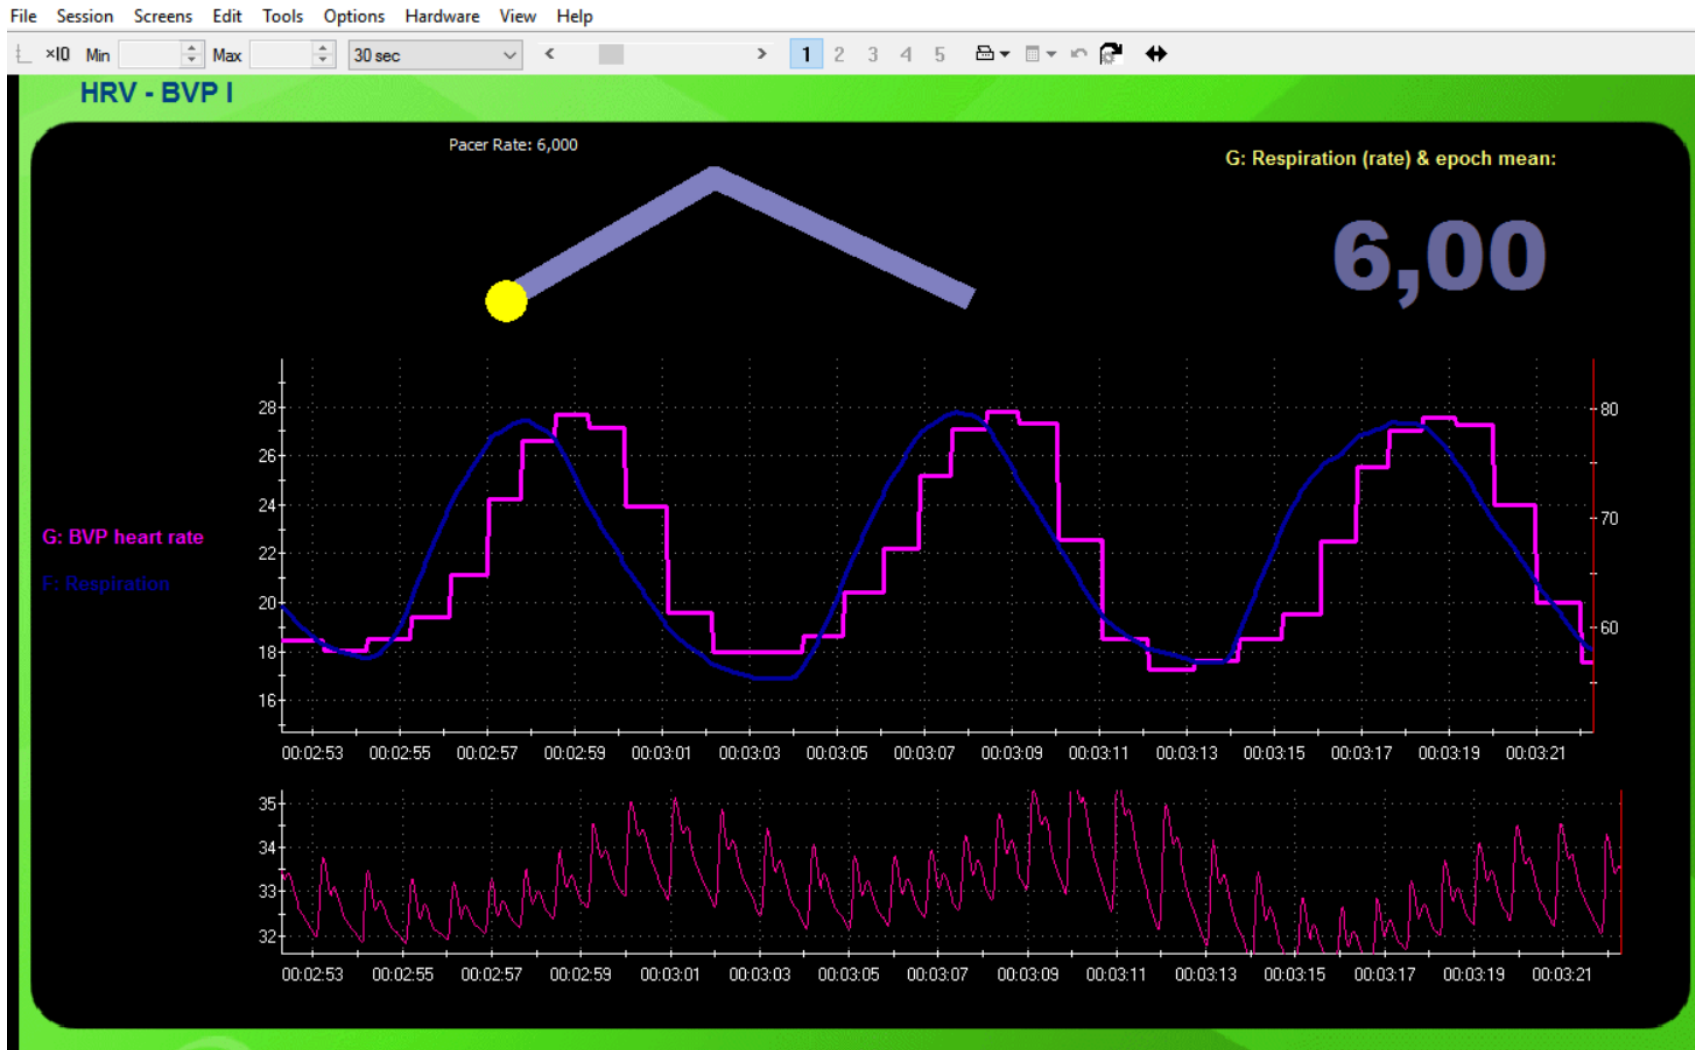 File Session Screens Edit Tools Options Hardware View Help
×10 Min Max 30 sec < > 1 2 3 4 5
HRV - BVP I
Pacer Rate: 6,000
G: Respiration (rate) & epoch mean:
6,00
28
26
24
22
20
18
16
80
70
60
G: BVP heart rate
F: Respiration
00:02:53 00:02:55 00:02:57 00:02:59 00:03:01 00:03:03 00:03:05 00:03:07 00:03:09 00:03:11 00:03:13 00:03:15 00:03:17 00:03:19 00:03:21
35
34
33
32
00:02:53 00:02:55 00:02:57 00:02:59 00:03:01 00:03:03 00:03:05 00:03:07 00:03:09 00:03:11 00:03:13 00:03:15 00:03:17 00:03:19 00:03:21